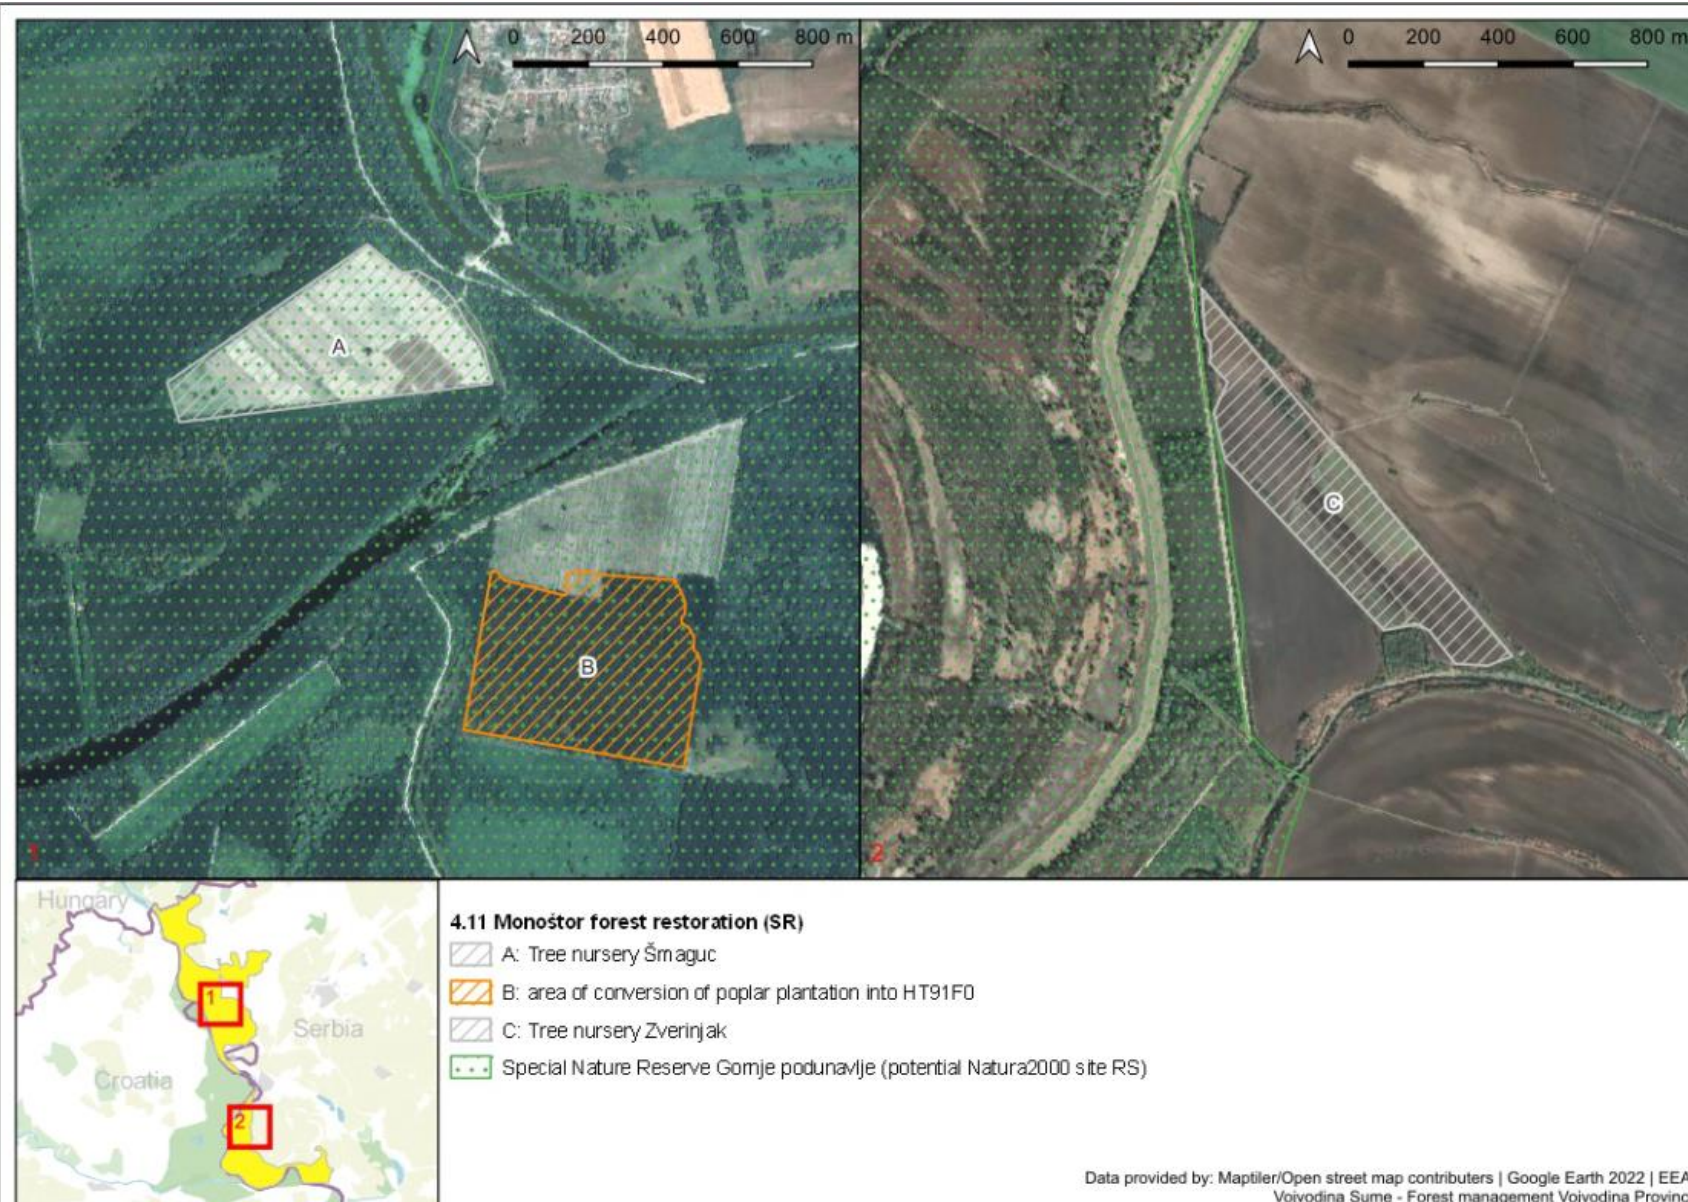 0 200 400 600 800 m
0 200 400 600 800 m
A
B
C
1
2
Hungary
Serbia
Croatia
1
2
4.11 Monoštor forest restoration (SR)
A: Tree nursery Šmaguc
B: area of conversion of poplar plantation into HT91F0
C: Tree nursery Zverinjak
Special Nature Reserve Gornje podunavlje (potential Natura2000 site RS)
Data provided by: Maptiler/Open street map contributers | Google Earth 2022 | EEA
Vojvodina Sume - Forest management Vojvodina Provinc